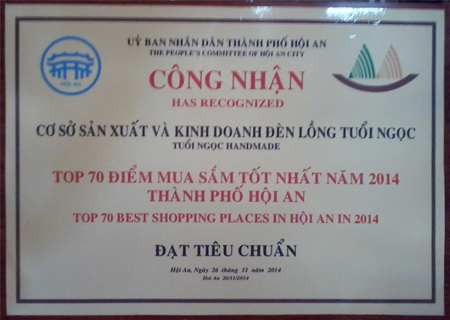 ỦY BAN NHÂN DÂN THÀNH PHỐ HỘI AN
THE PEOPLE'S COMMITTEE OF HOI AN CITY
HỘI AN
CÔNG NHẬN
HAS RECOGNIZED
CƠ SỞ SẢN XUẤT VÀ KINH DOANH ĐÈN LỒNG TUỔI NGỌC
TUỔI NGỌC HANDMADE
TOP 70 ĐIỂM MUA SẮM TỐT NHẤT NĂM 2014
THÀNH PHỐ HỘI AN
TOP 70 BEST SHOPPING PLACES IN HỘI AN IN 2014
ĐẠT TIÊU CHUẨN
Hội An, Ngày 26 tháng 11 năm 2014
Hoi An 26/11/2014